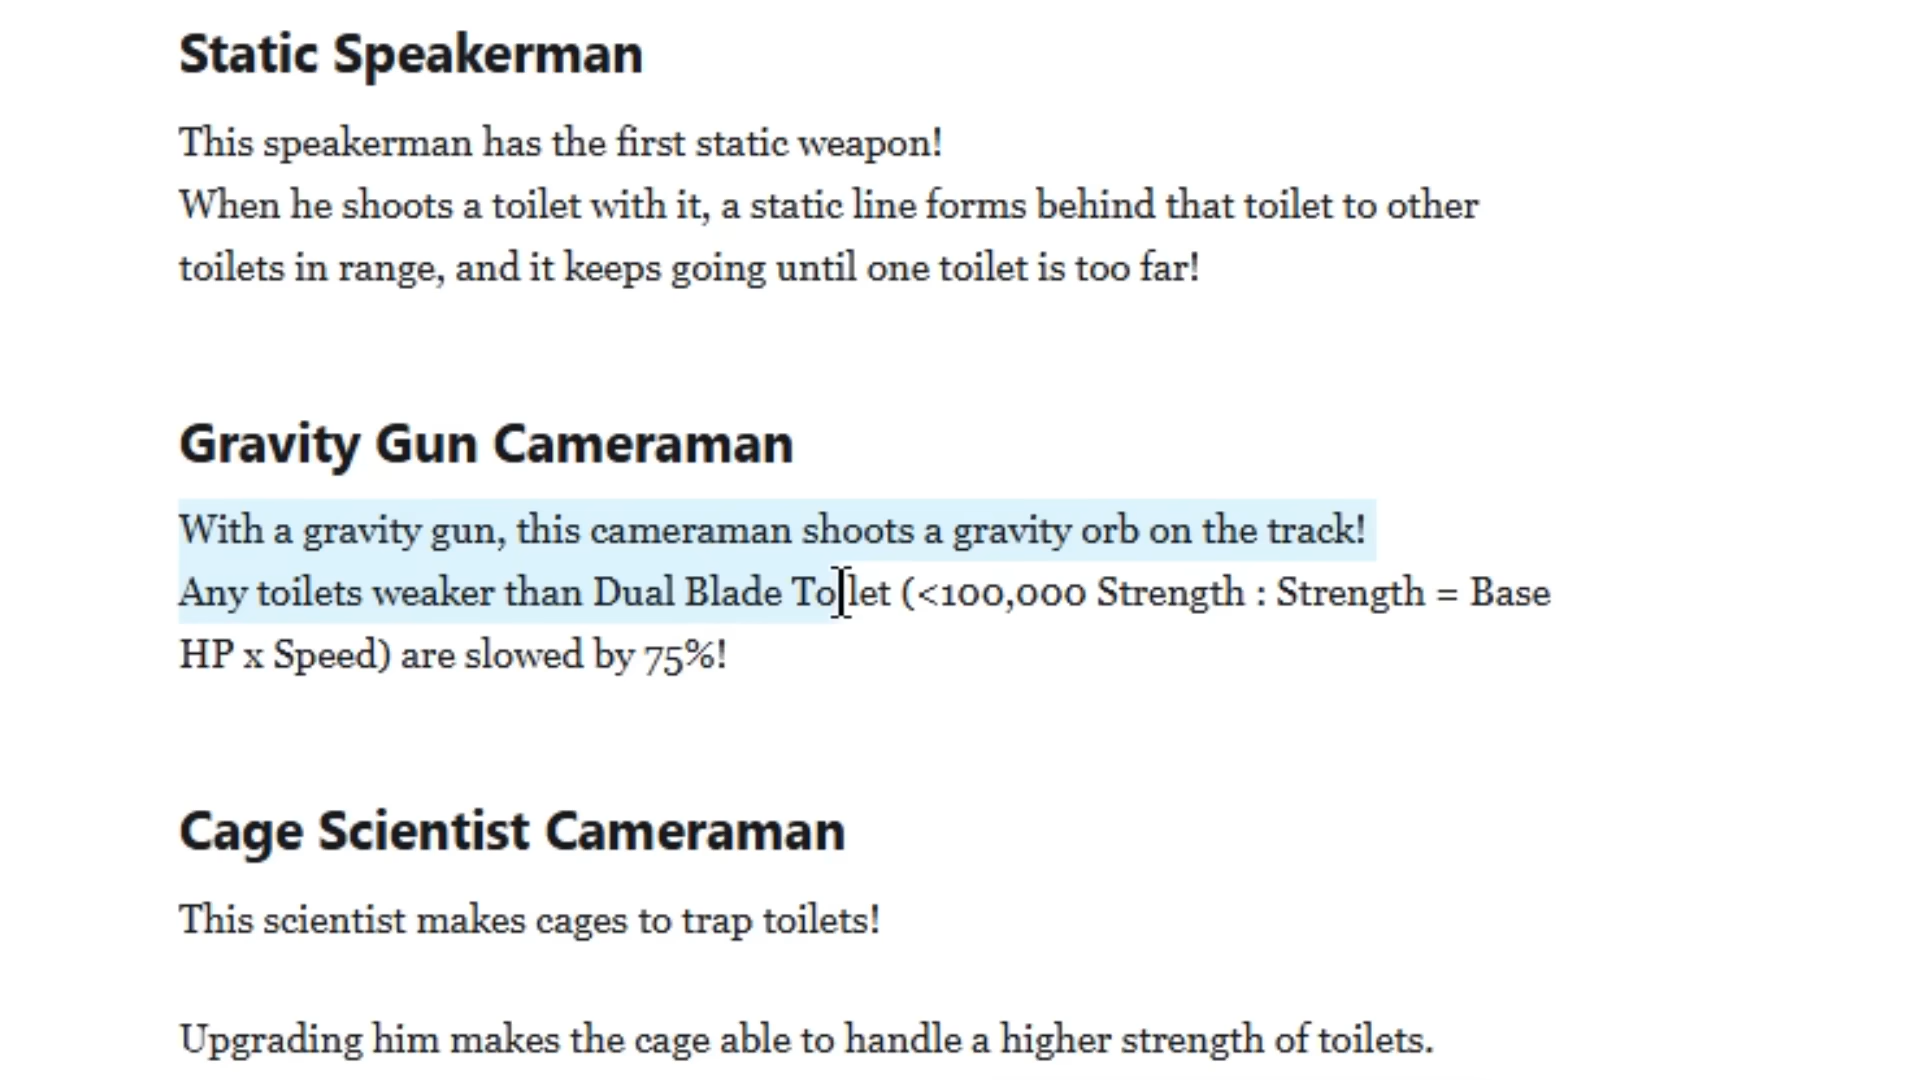 Static Speakerman
This speakerman has the first static weapon!
When he shoots a toilet with it, a static line forms behind that toilet to other
toilets in range, and it keeps going until one toilet is too far!
Gravity Gun Cameraman
With a gravity gun, this cameraman shoots a gravity orb on the track!
Any toilets weaker than Dual Blade Toilet (<100,000 Strength : Strength = Base
HP x Speed) are slowed by 75%!
Cage Scientist Cameraman
This scientist makes cages to trap toilets!
Upgrading him makes the cage able to handle a higher strength of toilets.